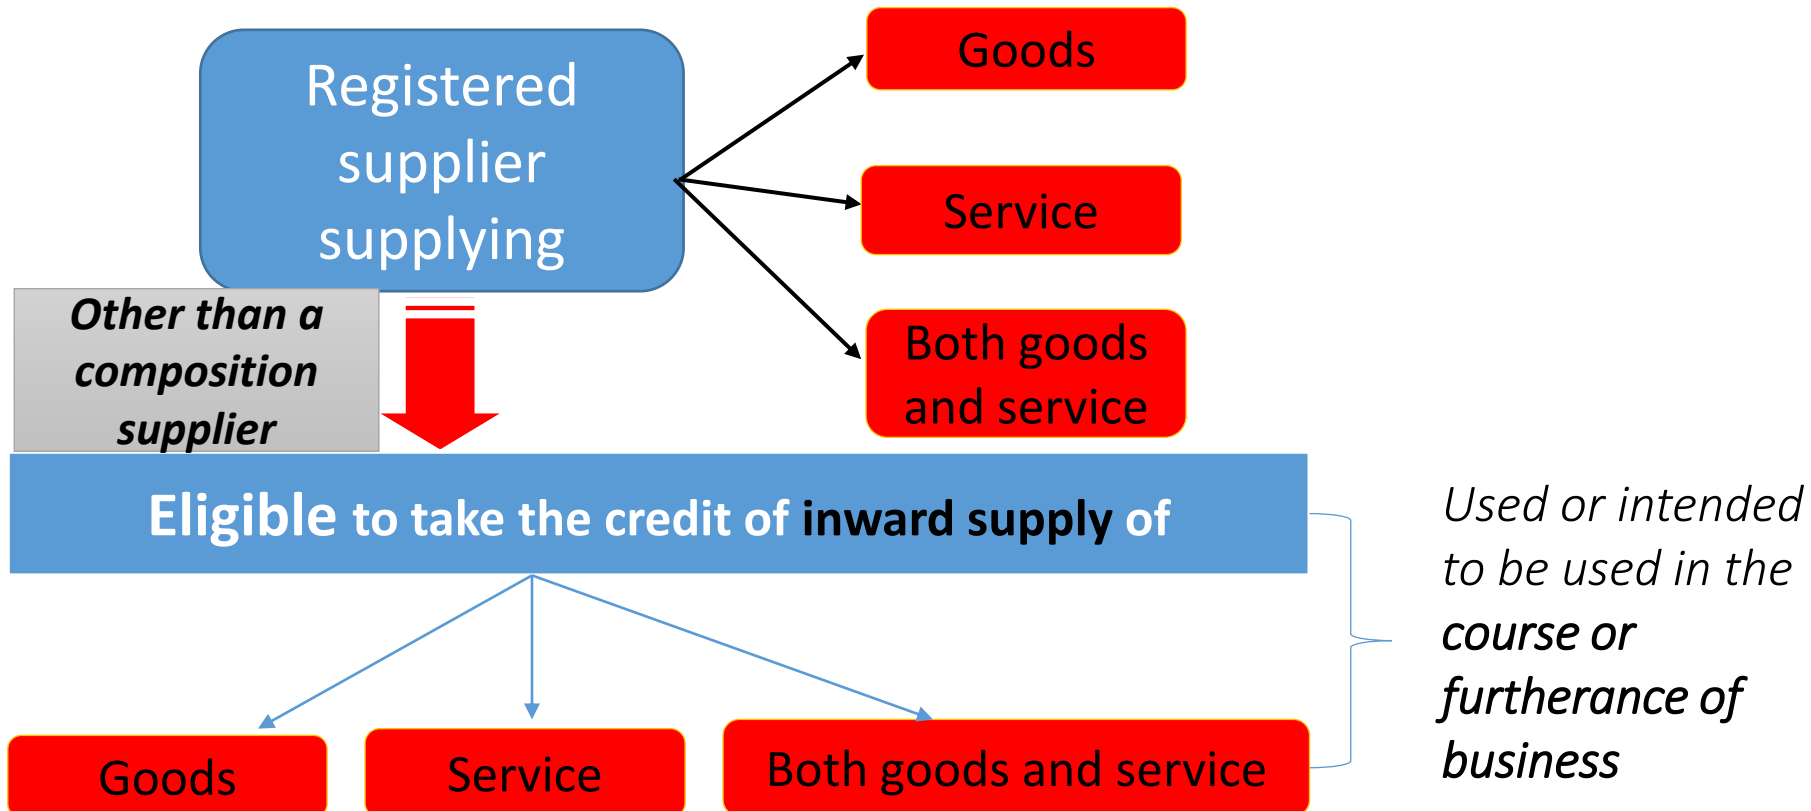 Registered
supplier
supplying
Goods
Service
Both goods
and service
Other than a
composition
supplier
Eligible to take the credit of inward supply of
Used or intended
to be used in the
course or
furtherance of
business
Goods
Service
Both goods and service